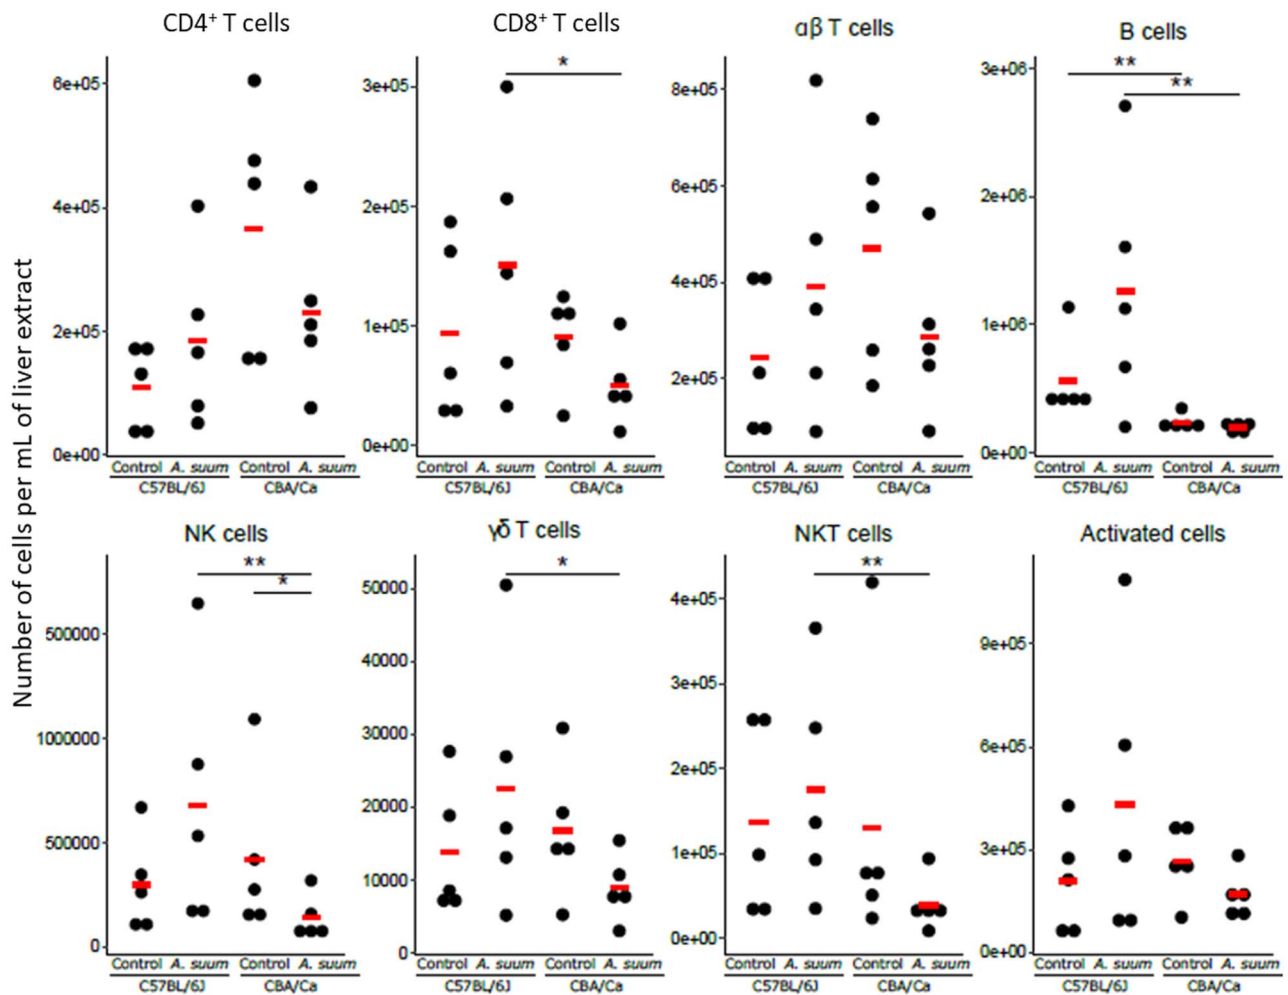 Number of cells per mL of liver extract
CD4+ T cells
6e+05
4e+05
2e+05
0e+00
Control A. suum Control A. suum
C57BL/6J CBA/Ca
CD8+ T cells
*
3e+05
2e+05
1e+05
0e+00
Control A. suum Control A. suum
C57BL/6J CBA/Ca
αβ T cells
8e+05
6e+05
4e+05
2e+05
Control A. suum Control A. suum
C57BL/6J CBA/Ca
B cells
**
**
3e+06
2e+06
1e+06
0e+00
Control A. suum Control A. suum
C57BL/6J CBA/Ca
NK cells
**
*
500000
1000000
500000
0
Control A. suum Control A. suum
C57BL/6J CBA/Ca
γδ T cells
*
50000
40000
30000
20000
10000
0
Control A. suum Control A. suum
C57BL/6J CBA/Ca
NKT cells
**
4e+05
3e+05
2e+05
1e+05
0e+00
Control A. suum Control A. suum
C57BL/6J CBA/Ca
Activated cells
9e+05
6e+05
3e+05
0e+00
Control A. suum Control A. suum
C57BL/6J CBA/Ca